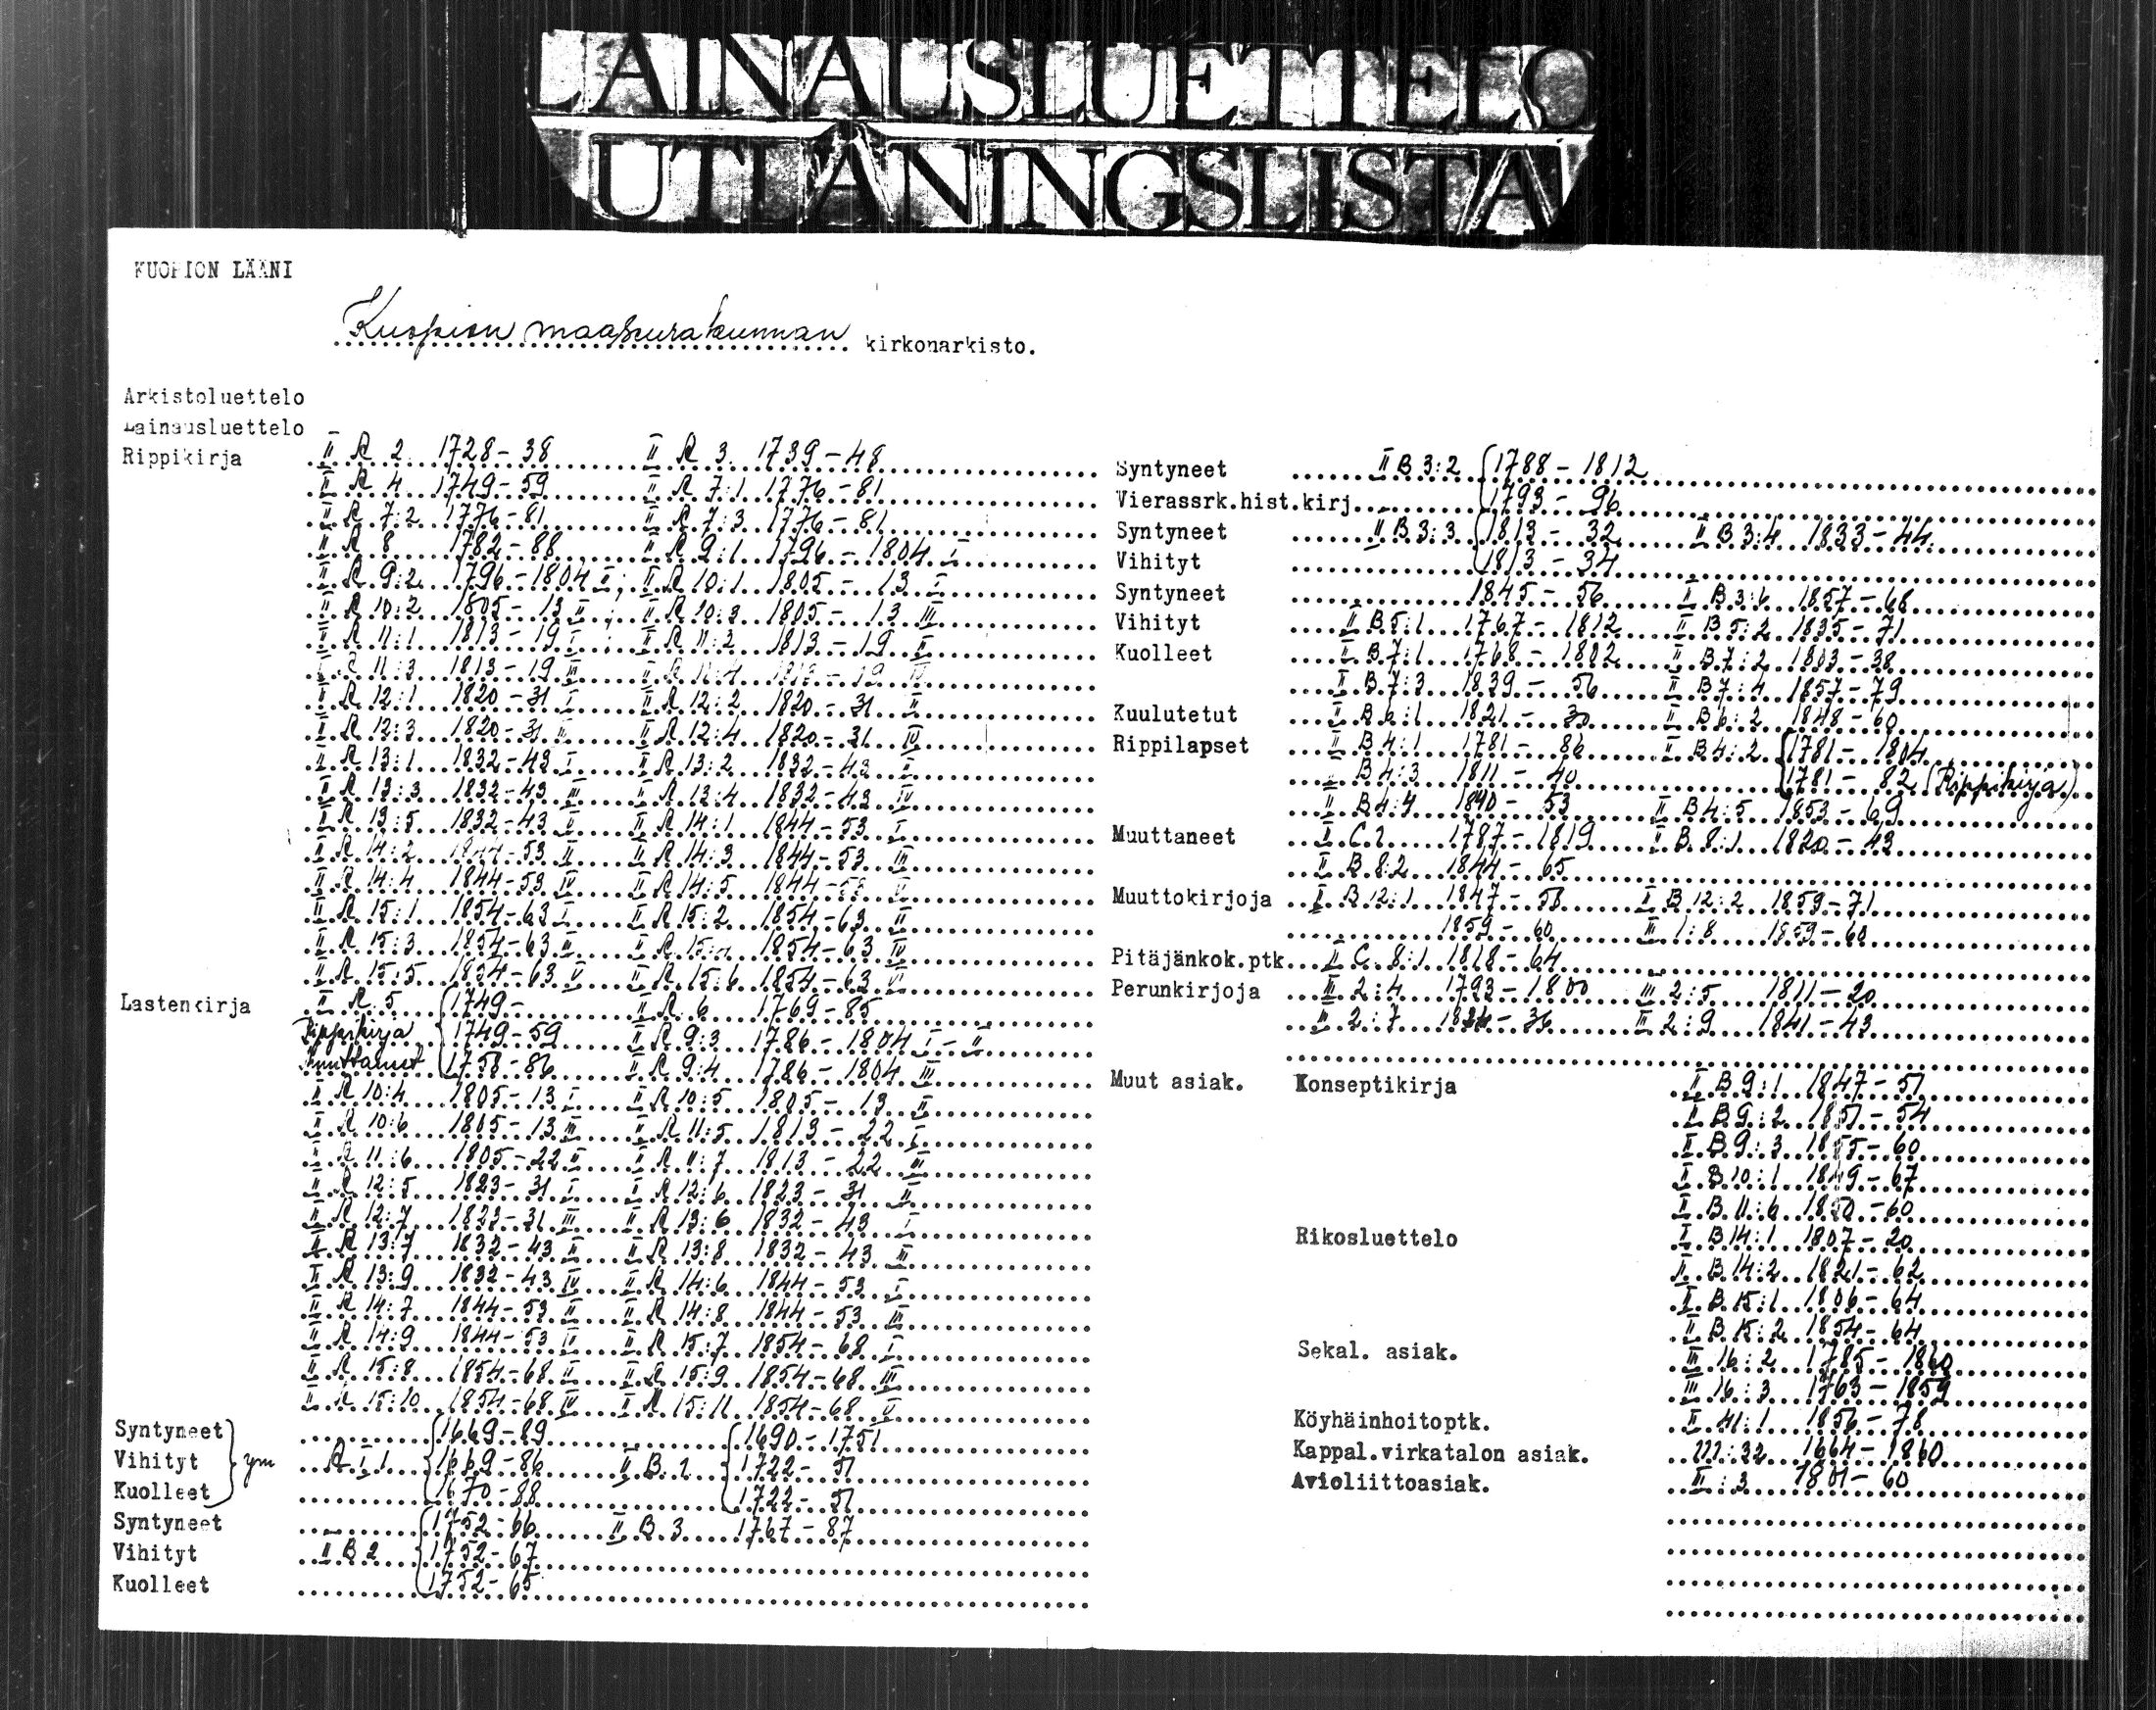 LAINAUSLUETTELO
UTLÅNINGSLISTA
KUOPION LÄÄNI
Kuopion maaseurakunnan kirkonarkisto.
Arkistoluettelo
Lainausluettelo
Rippikirja II A 2 1728-38 II A 3 1739-48
II A 4 1749-59 II A 7:1 1776-81
II A 7:2 1776-81 II A 7:3 1776-81
II A 8 1782-88 II A 9:1 1796-1804 I
II A 9:2 1796-1804 II; II A 10:1 1805-13 I
II A 10:2 1805-13 II; II A 10:3 1805-13 III
II A 11:1 1813-19 I; II A 11:2 1813-19 II
A 11:3 1813-19 III II A 11:4 1813-19 IV
II A 12:1 1820-31 I II A 12:2 1820-31 II
II A 12:3 1820-31 III II A 12:4 1820-31 IV
II A 13:1 1832-43 I II A 13:2 1832-43 II
II A 13:3 1832-43 III II A 13:4 1832-43 IV
II A 13:5 1832-43 V II A 14:1 1844-53 I
II A 14:2 1844-53 II II A 14:3 1844-53 III
II A 14:4 1844-53 IV II A 14:5 1844-53 V
II A 15:1 1854-63 I II A 15:2 1854-63 II
II A 15:3 1854-63 III II A 15:4 1854-63 IV
II A 15:5 1854-63 V II A 15:6 1854-63 VI
Lastenkirja II A 5 1749- II A 6 1769-85
Rippikirja 1749-59 II A 9:3 1786-1804 I-II
Muuttaneet 1758-86 II A 9:4 1786-1804 III
II A 10:4 1805-13 I II A 10:5 1805-13 II
II A 10:6 1805-13 III II A 11:5 1813-22 I
II A 11:6 1805-22 II II A 11:7 1813-22 III
II A 12:5 1823-31 I II A 12:6 1823-31 II
II A 12:7 1823-31 III II A 13:6 1832-43 I
II A 13:7 1832-43 II II A 13:8 1832-43 III
II A 13:9 1832-43 IV II A 14:6 1844-53 I
II A 14:7 1844-53 II II A 14:8 1844-53 III
II A 14:9 1844-53 IV II A 15:7 1854-68 I
II A 15:8 1854-68 II II A 15:9 1854-68 III
II A 15:10 1854-68 IV II A 15:11 1854-68 V
Syntyneet 1669-89 1690-1751
Vihityt ym A I 1 1669-86 II B 1 1722-51
Kuolleet 1670-88 1722-51
Syntyneet 1752-66 II B 3 1767-87
Vihityt II B 2 1752-67
Kuolleet 1752-65
Syntyneet II B 3:2 1788-1812
Vierassrk.hist.kirj. 1793-96
Syntyneet II B 3:3 1813-32 II B 3:4 1833-44
Vihityt 1813-34
Syntyneet 1845-56 II B 3:6 1857-68
Vihityt II B 5:1 1767-1812 II B 5:2 1835-71
Kuolleet II B 7:1 1768-1802 II B 7:2 1803-38
II B 7:3 1839-56 II B 7:4 1857-79
Kuulutetut II B 6:1 1821-30 II B 6:2 1848-60
Rippilapset II B 4:1 1781-86 II B 4:2 1781-1804
II B 4:3 1811-40 1781-82 (Rippikirja)
II B 4:4 1840-53 II B 4:5 1853-69
Muuttaneet I C 1 1787-1819 II B 8:1 1820-43
II B 8:2 1844-65
Muuttokirjoja I B 12:1 1847-58 I B 12:2 1859-71
1859-60 III 1:8 1859-60
Pitäjänkok.ptk II C 8:1 1818-64
Perunkirjoja III 2:4 1793-1800 III 2:5 1811-20
III 2:7 -36 III 2:9 1841-43
Muut asiak. Konseptikirja II B 9:1 1847-51
II B 9:2 1851-54
II B 9:3 1855-60
II B 10:1 1849-67
II B 11:6 1850-60
Rikosluettelo II B 14:1 1807-20
II B 14:2 1821-62
II B 15:1 1806-64
II B 15:2 1854-64
Sekal. asiak. III 16:2 1785-1860
III 16:3 1763-1859
Köyhäinhoitoptk. II 41:1 1856-78
Kappal.virkatalon asiak. III:32 1664-1860
Avioliittoasiak. III:3 1801-60